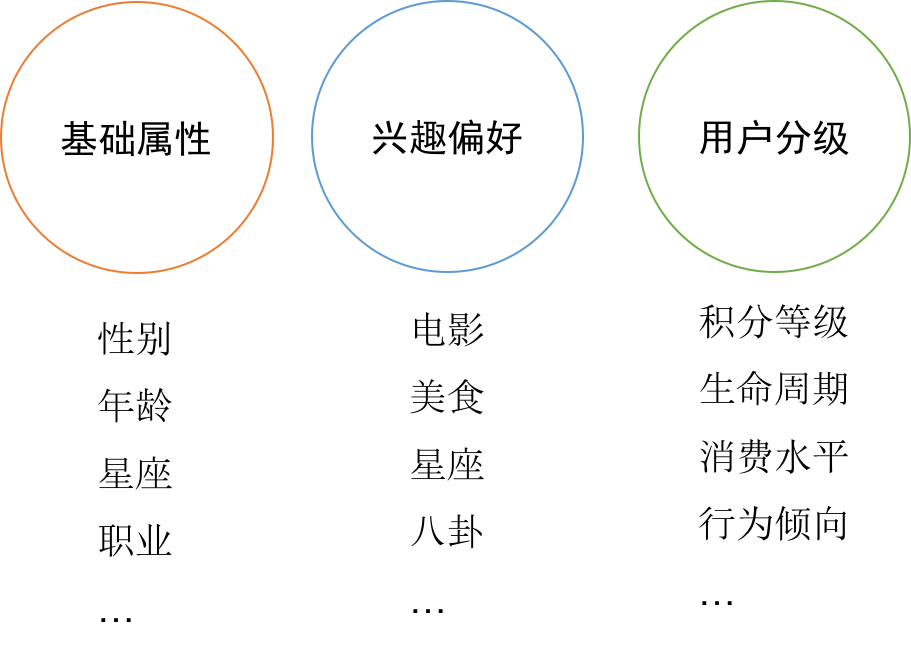 基础属性
兴趣偏好
用户分级
性别
年龄
星座
职业
…
电影
美食
星座
八卦
…
积分等级
生命周期
消费水平
行为倾向
…